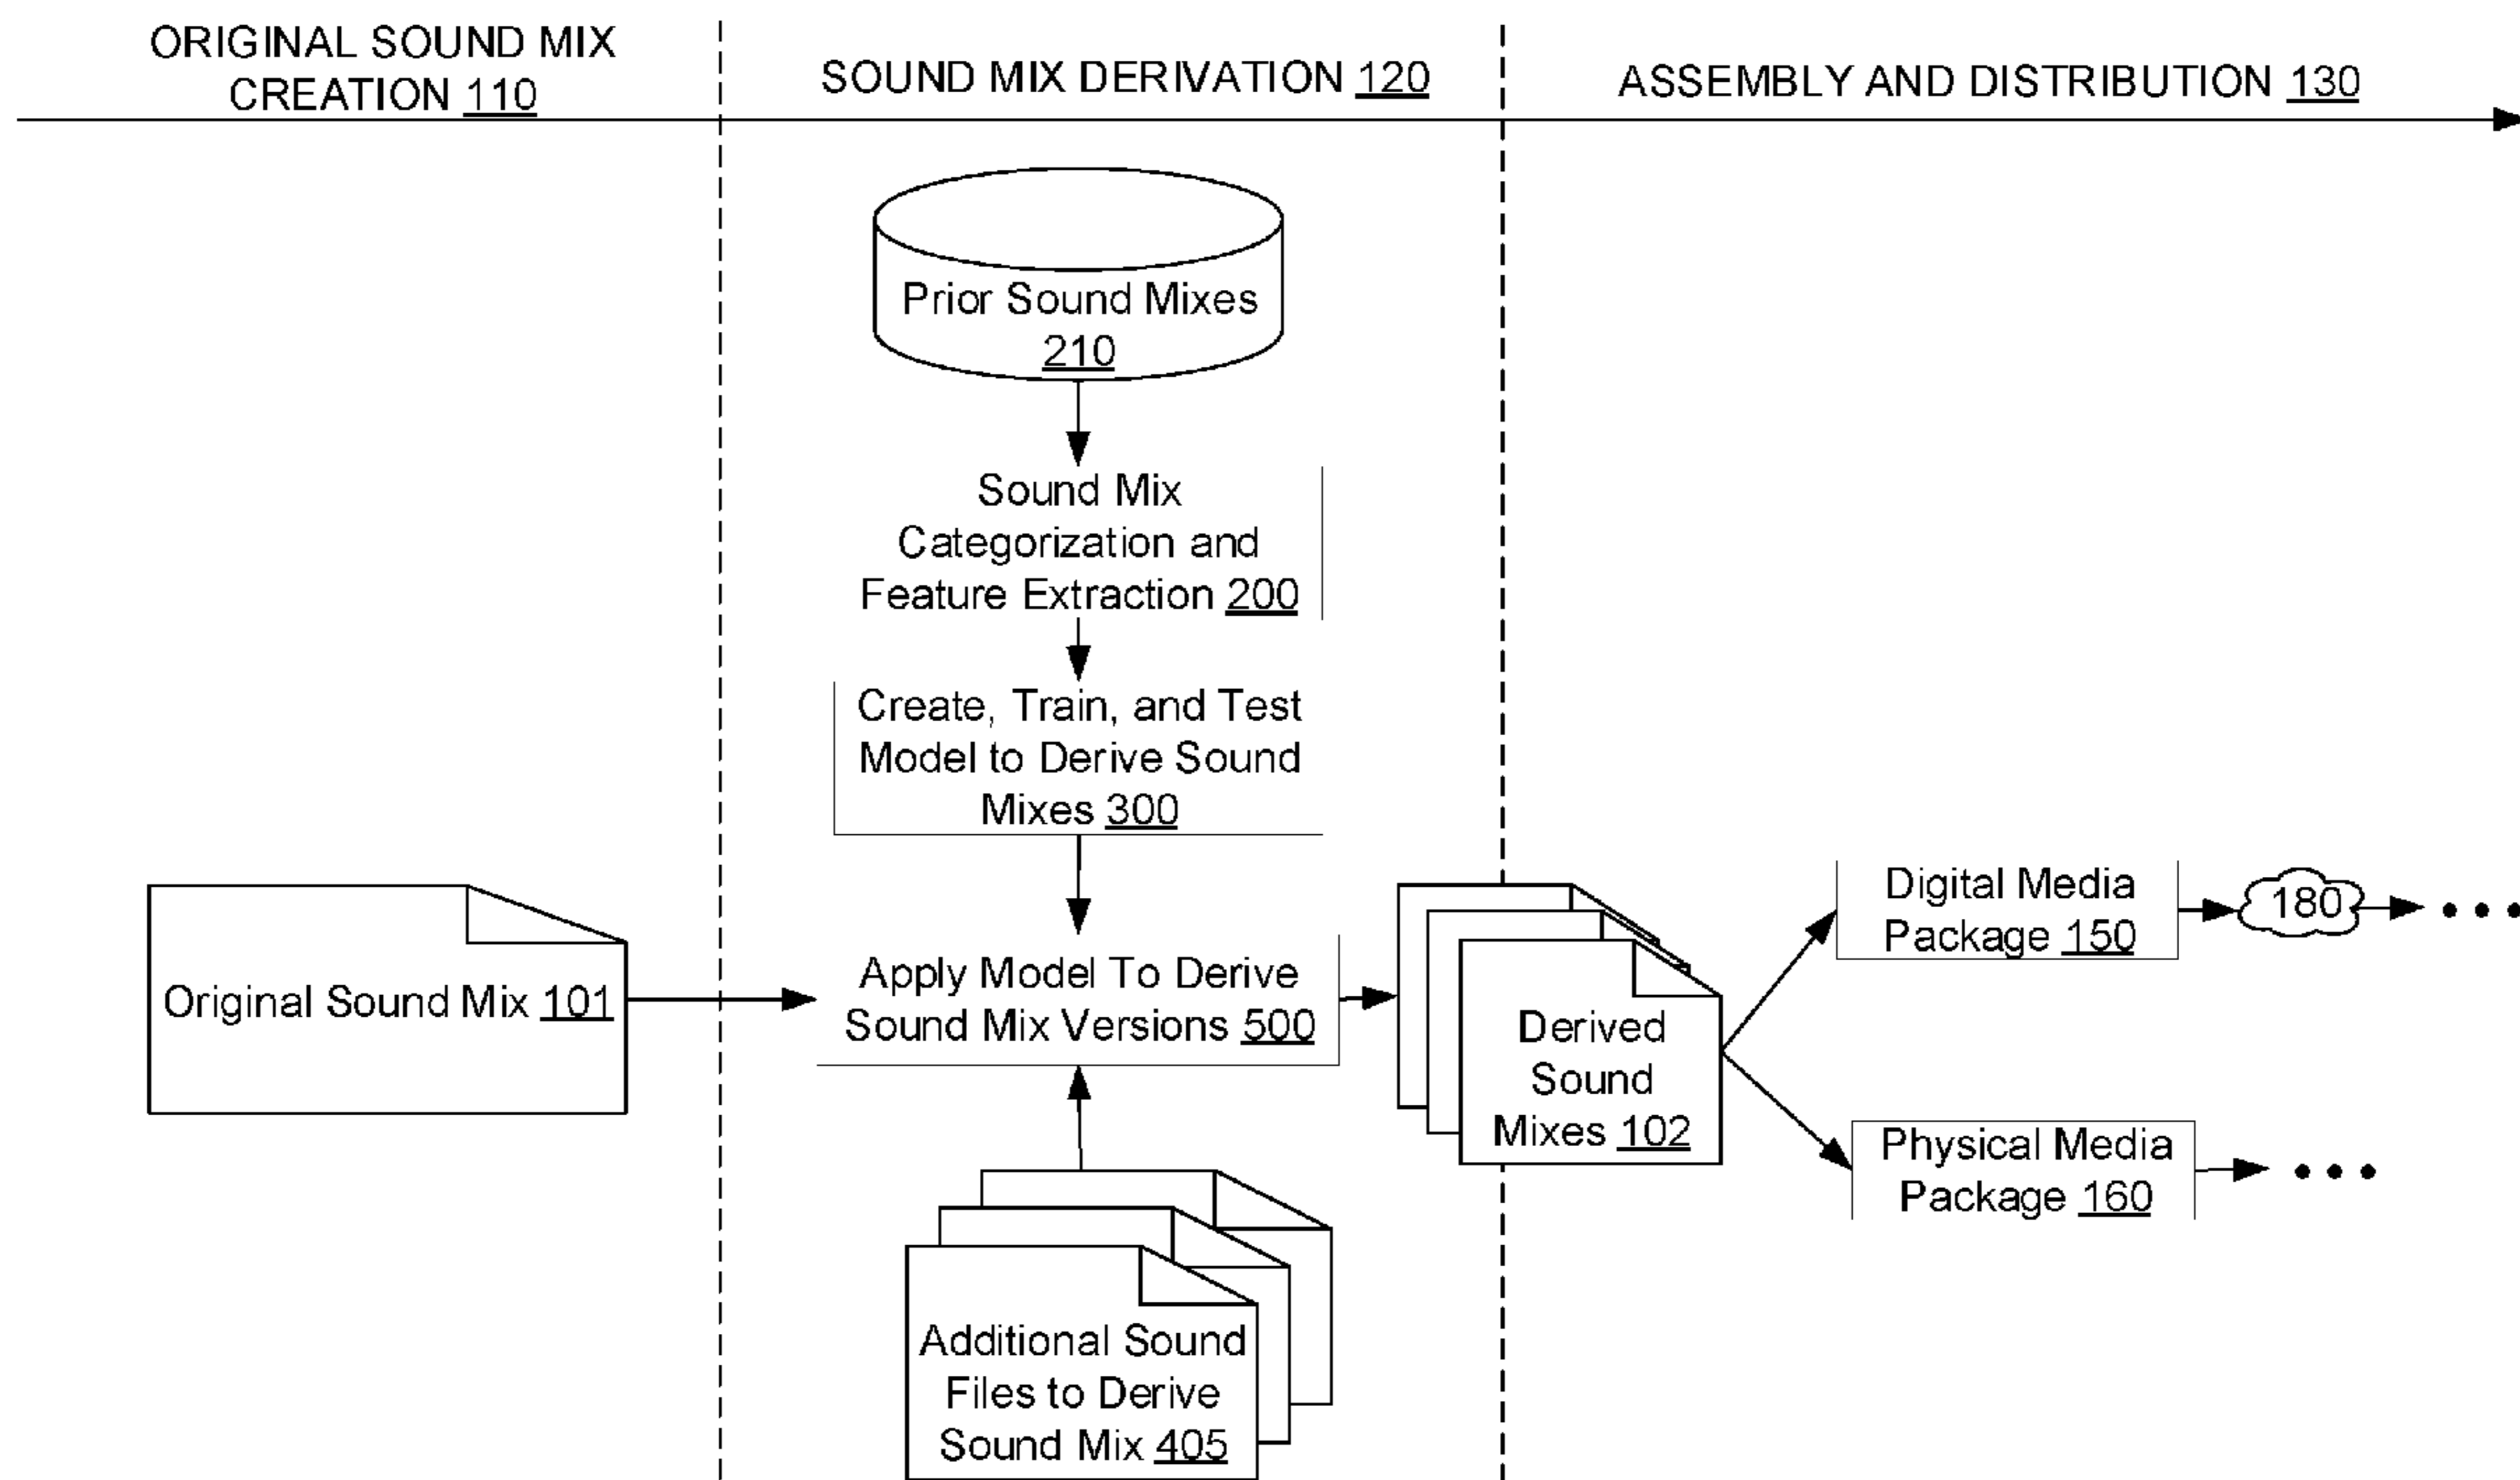 ORIGINAL SOUND MIX
CREATION 110
SOUND MIX DERIVATION 120
ASSEMBLY AND DISTRIBUTION 130
Prior Sound Mixes
210
Sound Mix
Categorization and
Feature Extraction 200
Create, Train, and Test
Model to Derive Sound
Mixes 300
Original Sound Mix 101
Apply Model To Derive
Sound Mix Versions 500
Additional Sound
Files to Derive
Sound Mix 405
Derived
Sound
Mixes 102
Digital Media
Package 150
180
Physical Media
Package 160